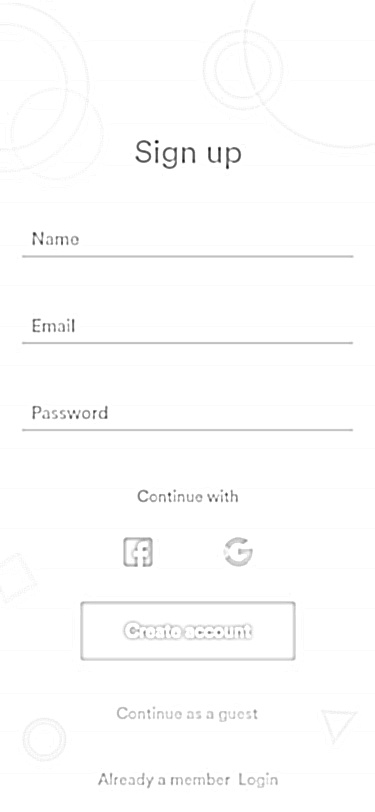 Sign up
Name
Email
Password
Continue with
Create account
Continue as a guest
Already a member Login